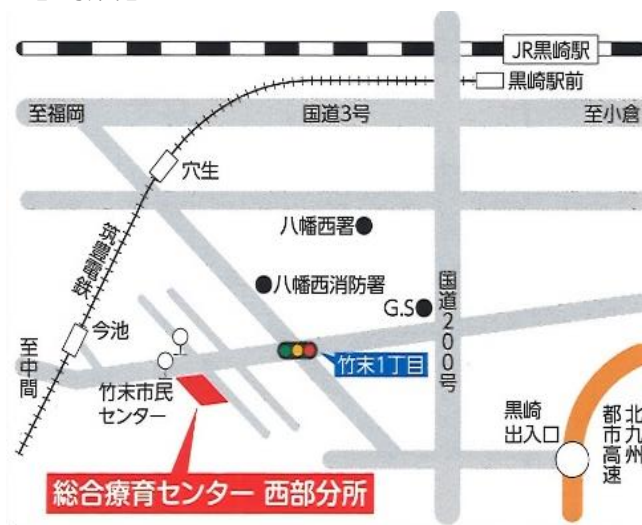 JR黒崎駅
黒崎駅前
至福岡
国道3号
至小倉
穴生
筑豊電鉄
八幡西署
八幡西消防署
G.S
国道200号
今池
至中間
竹末1丁目
竹末市民
センター
黒崎
出入口
北九州
都市高速
総合療育センター 西部分所